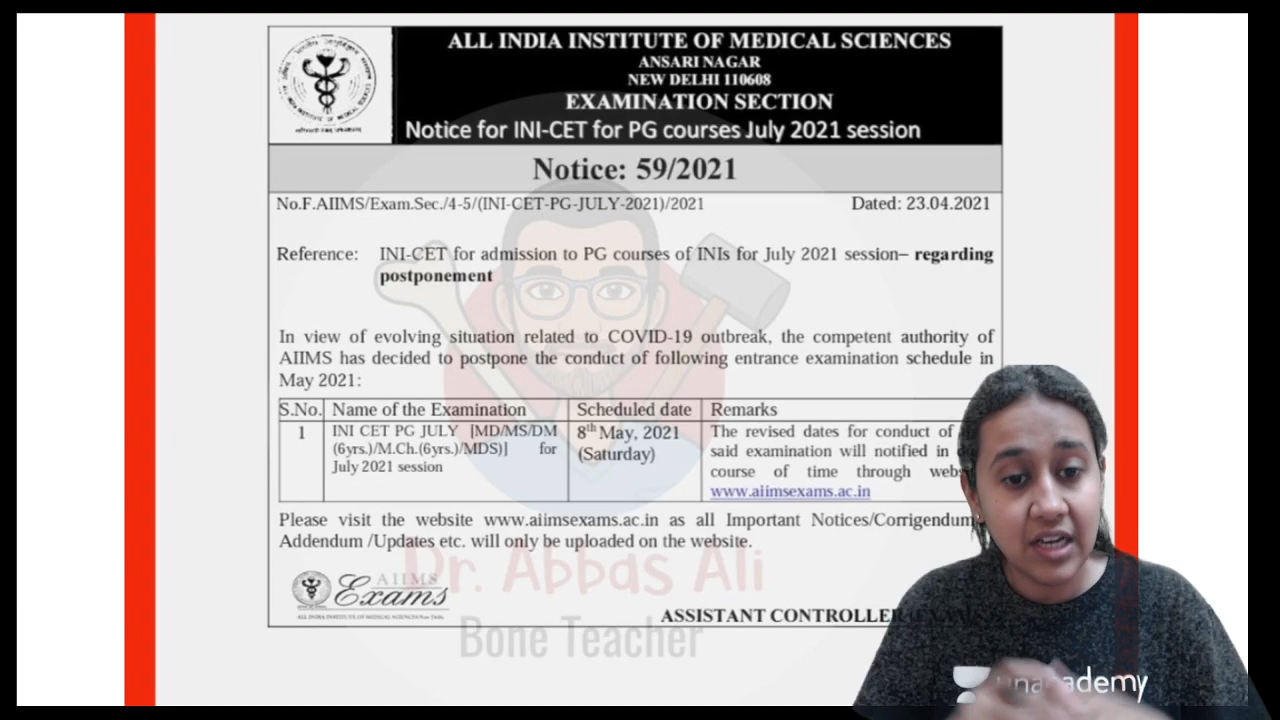 ALL INDIA INSTITUTE OF MEDICAL SCIENCES
ANSARI NAGAR
NEW DELHI 110608
EXAMINATION SECTION
Notice for INI-CET for PG courses July 2021 session
Notice: 59/2021
No.F.AIIMS/Exam.Sec./4-5/(INI-CET-PG-JULY-2021)/2021 Dated: 23.04.2021
Reference: INI-CET for admission to PG courses of INIs for July 2021 session– regarding
postponement
In view of evolving situation related to COVID-19 outbreak, the competent authority of
AIIMS has decided to postpone the conduct of following entrance examination schedule in
May 2021:
S.No. Name of the Examination Scheduled date Remarks
1 INI CET PG JULY [MD/MS/DM 8th May, 2021 The revised dates for conduct of
(6yrs.)/M.Ch.(6yrs.)/MDS)] for (Saturday) said examination will notified in
July 2021 session course of time through
www.aiimsexams.ac.in
Please visit the website www.aiimsexams.ac.in as all Important Notices/Corrigendum
Addendum /Updates etc. will only be uploaded on the website.
AIIMS
Exams
ALL INDIA INSTITUTE OF MEDICAL SCIENCES New Delhi
ASSISTANT CONTROLLER
Dr. Abbas Ali
Bone Teacher